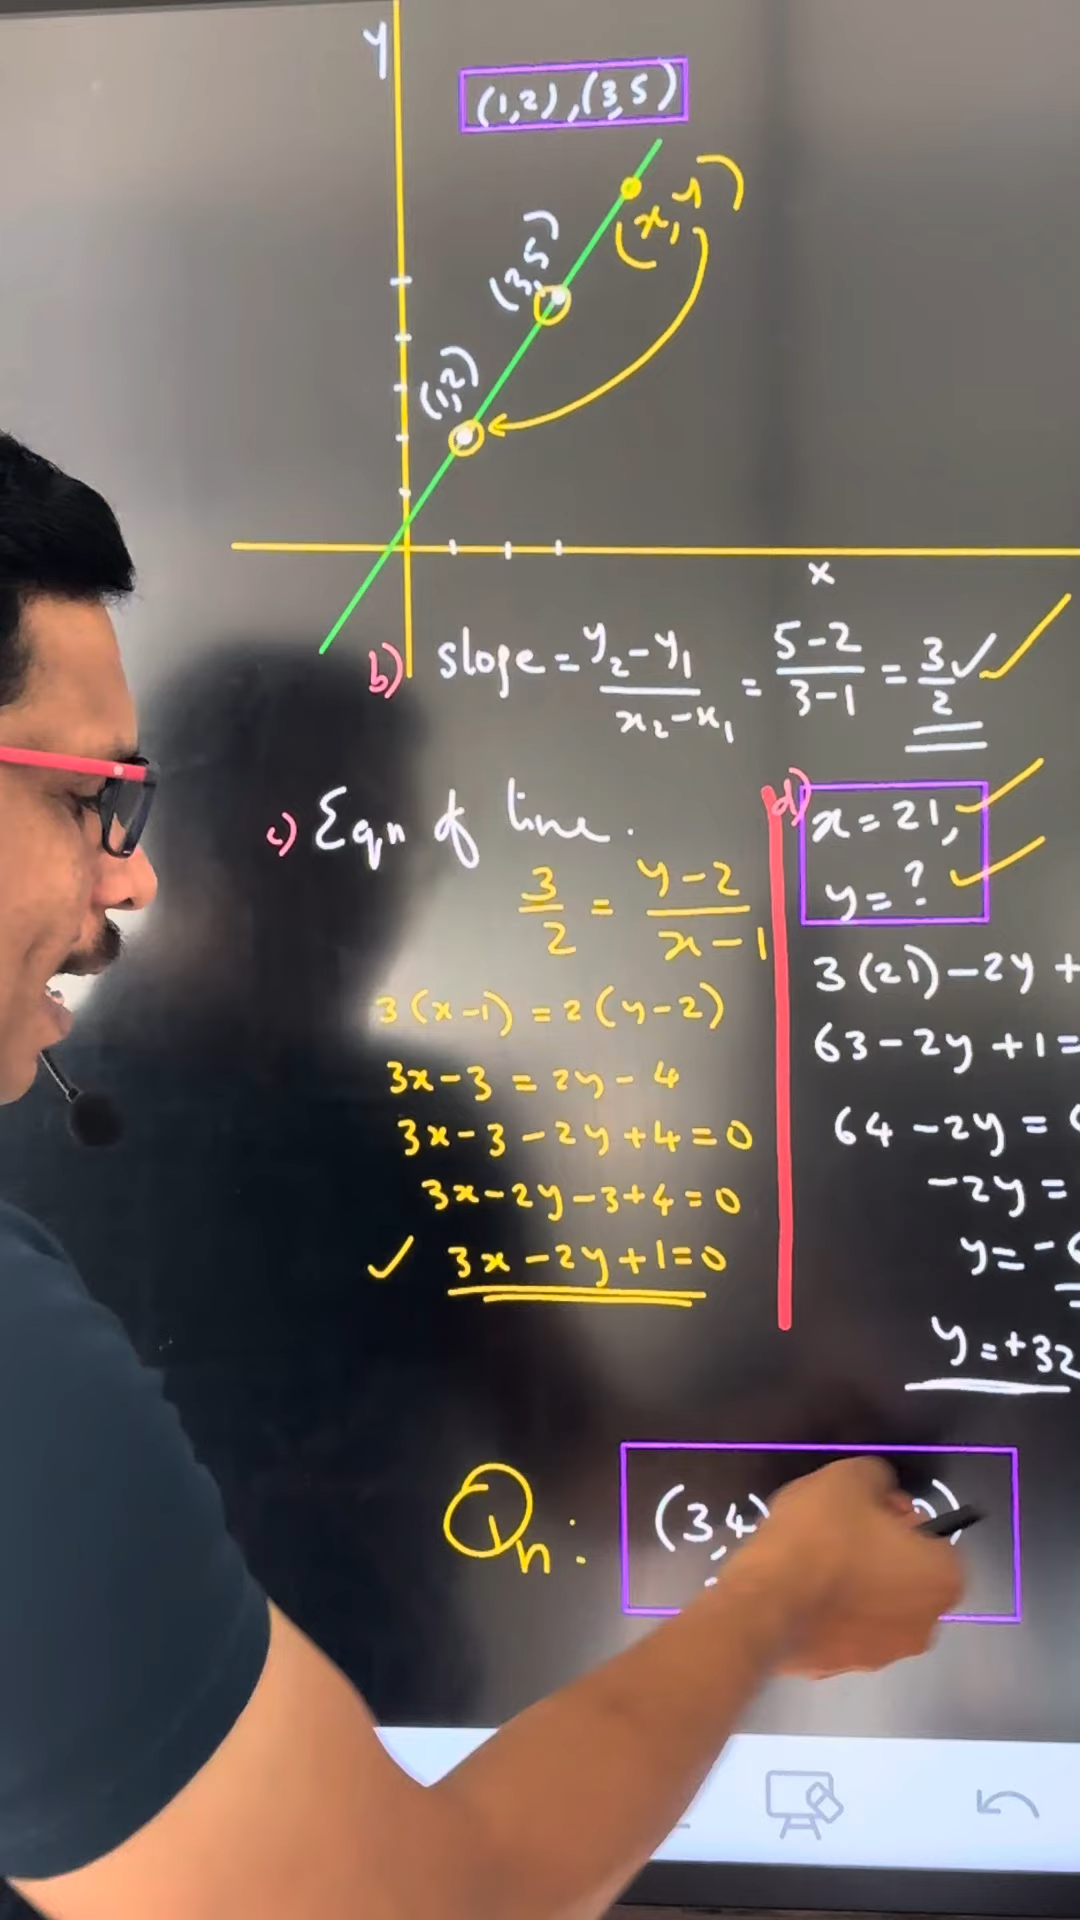 y
(1,2), (3,5)
(x,y)
(3,5)
(1,2)
x
b) slope = y₂-y₁/x₂-x₁ = 5-2/3-1 = 3/2 ✓
c) Eqn of line.
3/2 = y-2/x-1
3(x-1) = 2(y-2)
3x-3 = 2y-4
3x-3-2y+4=0
3x-2y-3+4=0
✓ 3x-2y+1=0
d) x=21,
y=?
3(21)-2y+
63-2y+1=
64-2y=
-2y=
y=-
y=+32
Qn: (3,4)